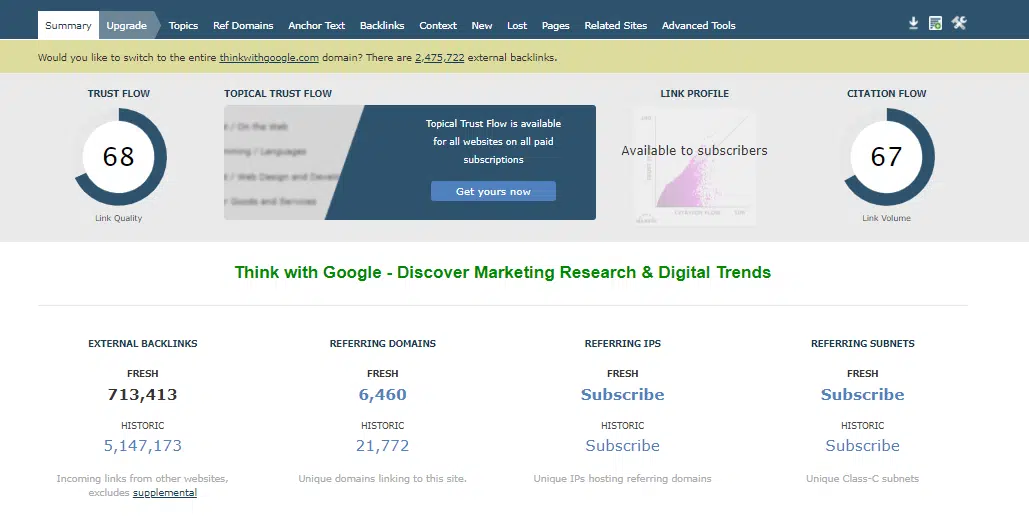 Summary Upgrade Topics Ref Domains Anchor Text Backlinks Context New Lost Pages Related Sites Advanced Tools
Would you like to switch to the entire thinkwithgoogle.com domain? There are 2,475,722 external backlinks.
TRUST FLOW
68
Link Quality
TOPICAL TRUST FLOW
/ On the Web
/ Languages
/ Web Design and
Goods and Services
Topical Trust Flow is available
for all websites on all paid
subscriptions
Get yours now
LINK PROFILE
Available to subscribers
CITATION FLOW
CITATION FLOW
67
Link Volume
Think with Google - Discover Marketing Research & Digital Trends
EXTERNAL BACKLINKS
FRESH
713,413
HISTORIC
5,147,173
Incoming links from other websites,
excludes supplemental
REFERRING DOMAINS
FRESH
6,460
HISTORIC
21,772
Unique domains linking to this site.
REFERRING IPS
FRESH
Subscribe
HISTORIC
Subscribe
Unique IPs hosting referring domains
REFERRING SUBNETS
FRESH
Subscribe
HISTORIC
Subscribe
Unique Class-C subnets